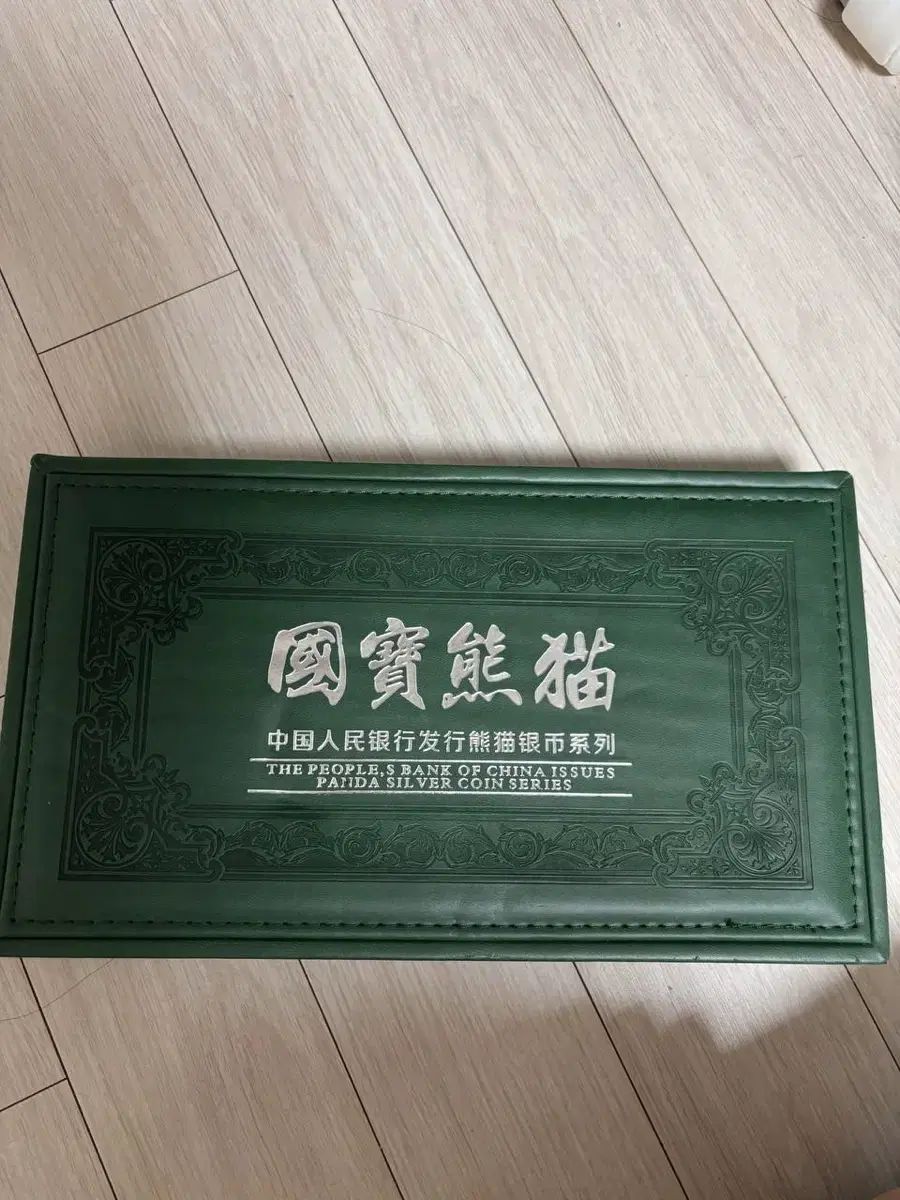 國寶熊猫
中国人民银行发行熊猫银币系列
THE PEOPLE,S BANK OF CHINA ISSUES
PANDA SILVER COIN SERIES